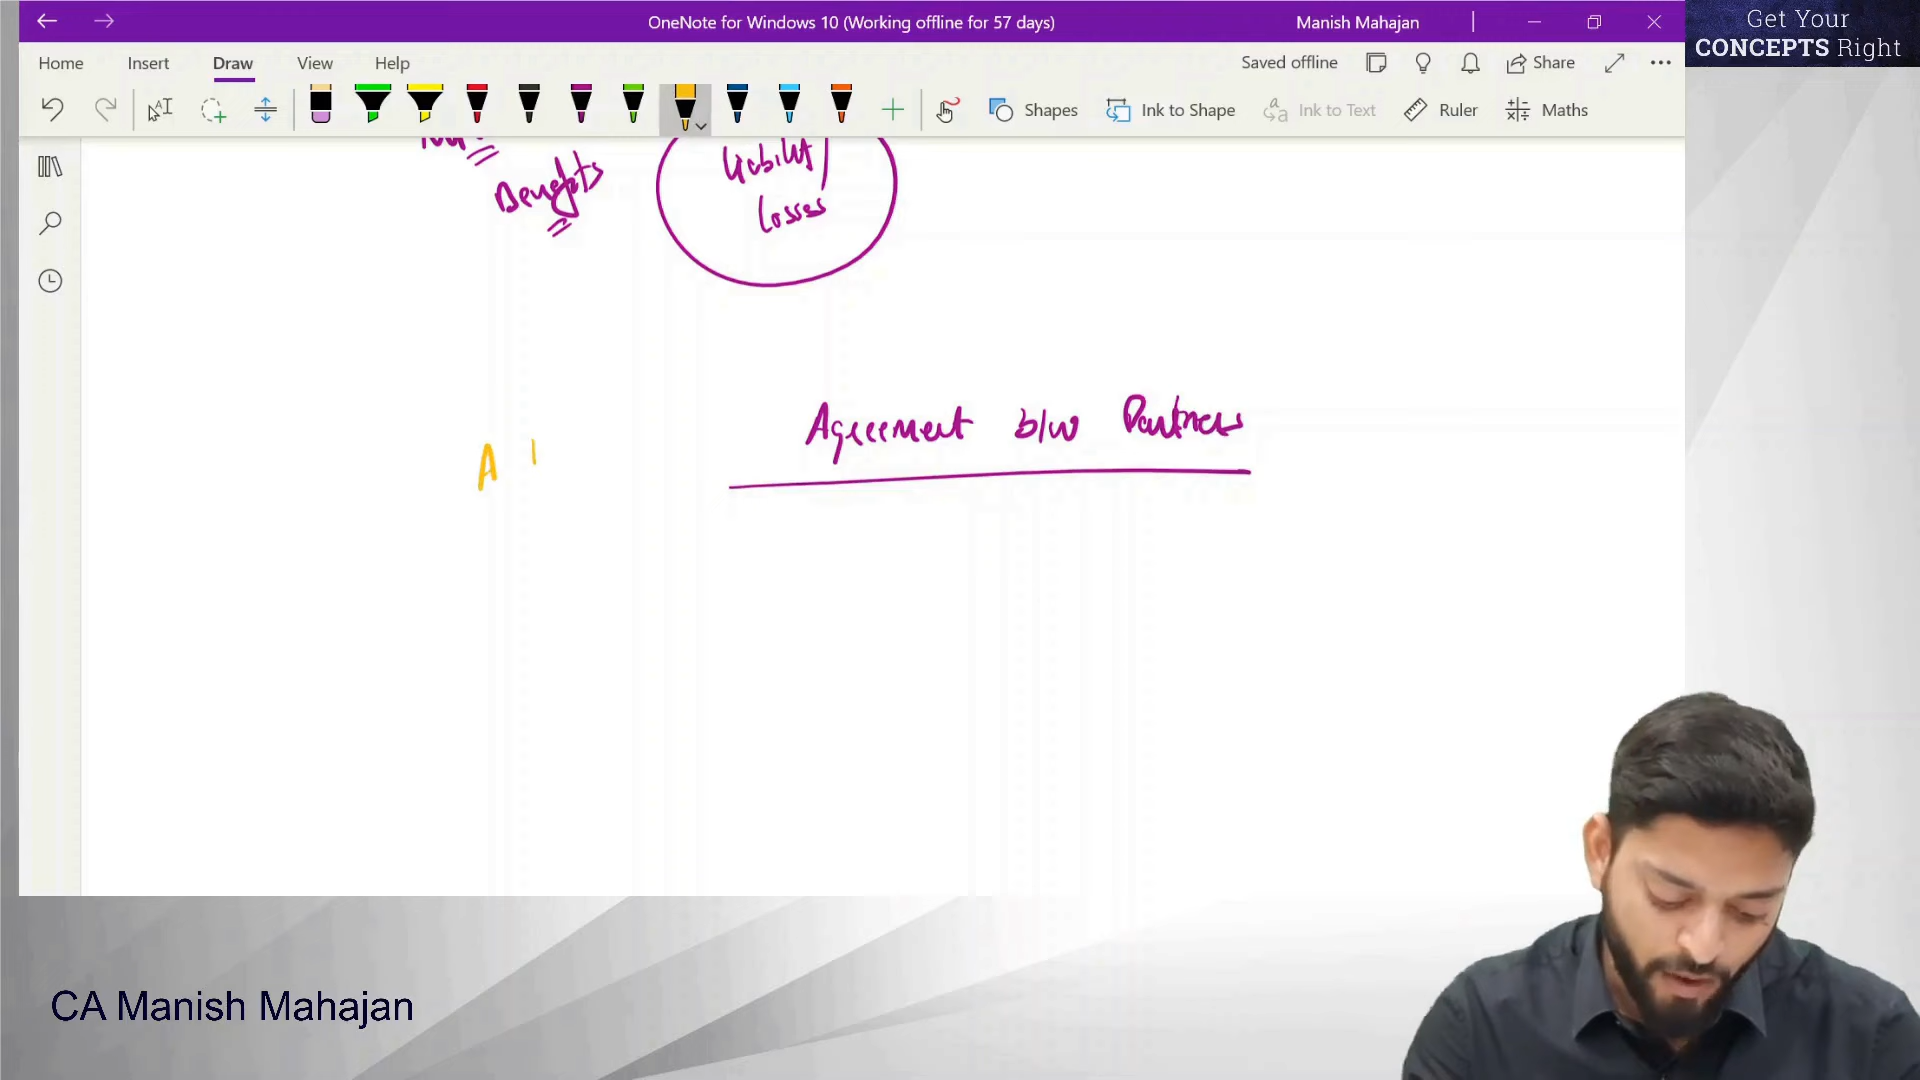 OneNote for Windows 10 (Working offline for 57 days)
Manish Mahajan
Get Your
CONCEPTS Right
Home Insert Draw View Help
Saved offline Share
Shapes Ink to Shape Ink to Text Ruler Maths
Liability
Benefits
Losses
Agreement b/w Partners
A
CA Manish Mahajan